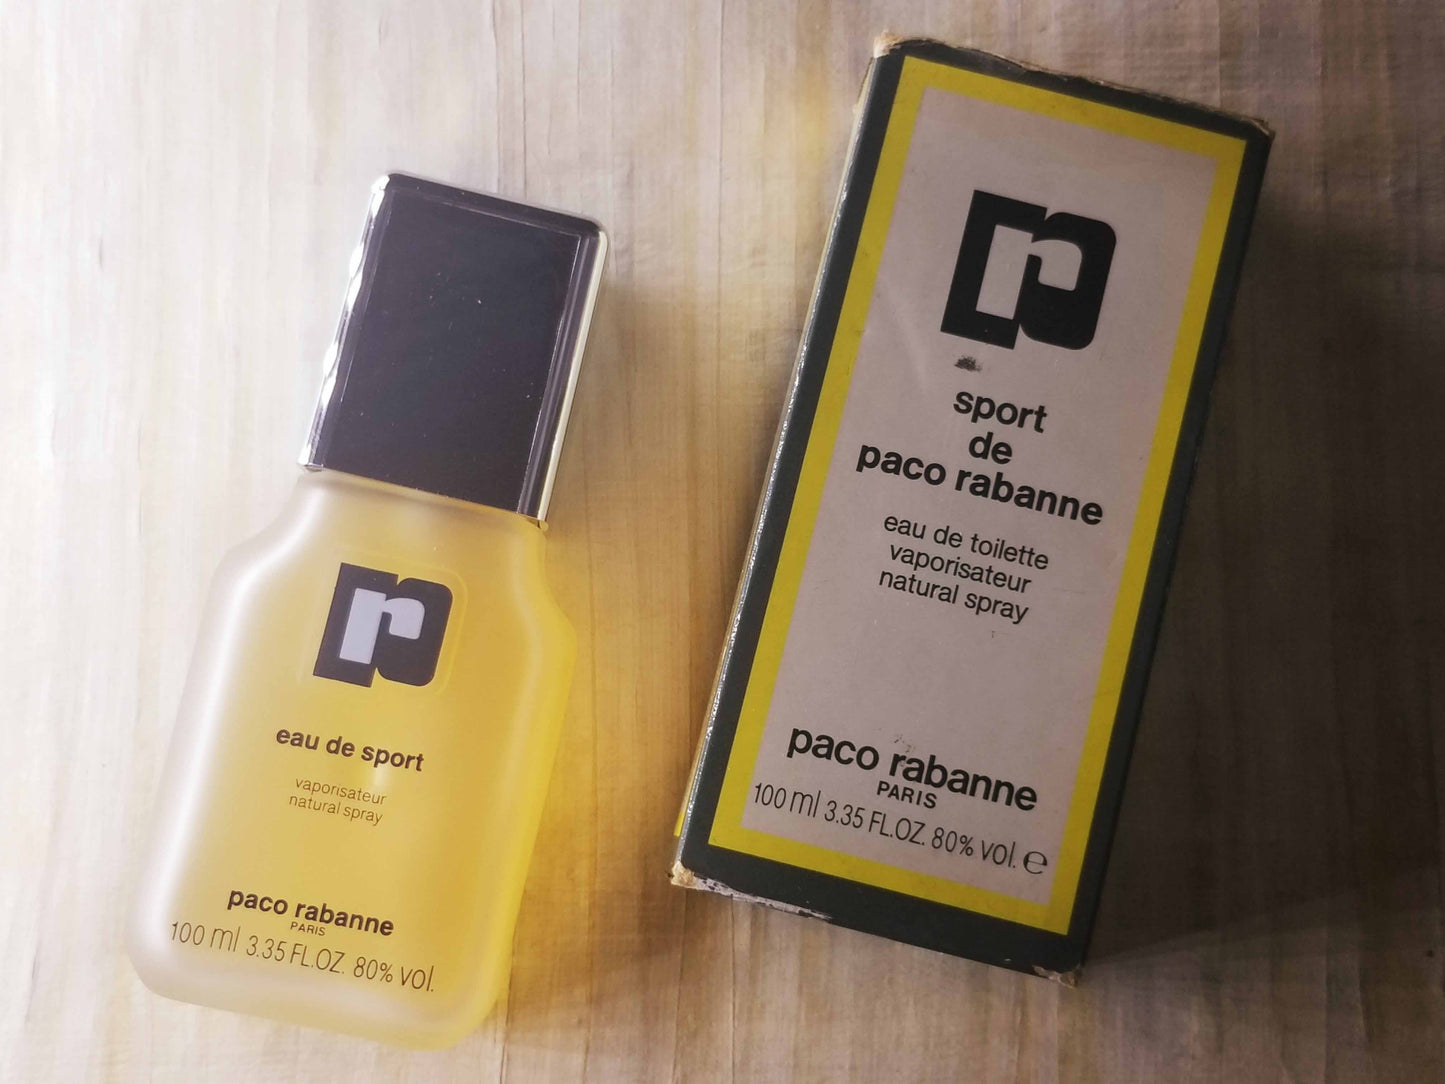 pr
eau de sport
vaporisateur
natural spray
paco rabanne
PARIS
100 ml 3.35 FL.OZ. 80% vol.
pr
sport
de
paco rabanne
eau de toilette
vaporisateur
natural spray
paco rabanne
PARIS
100 ml 3.35 FL.OZ. 80% vol. ℮